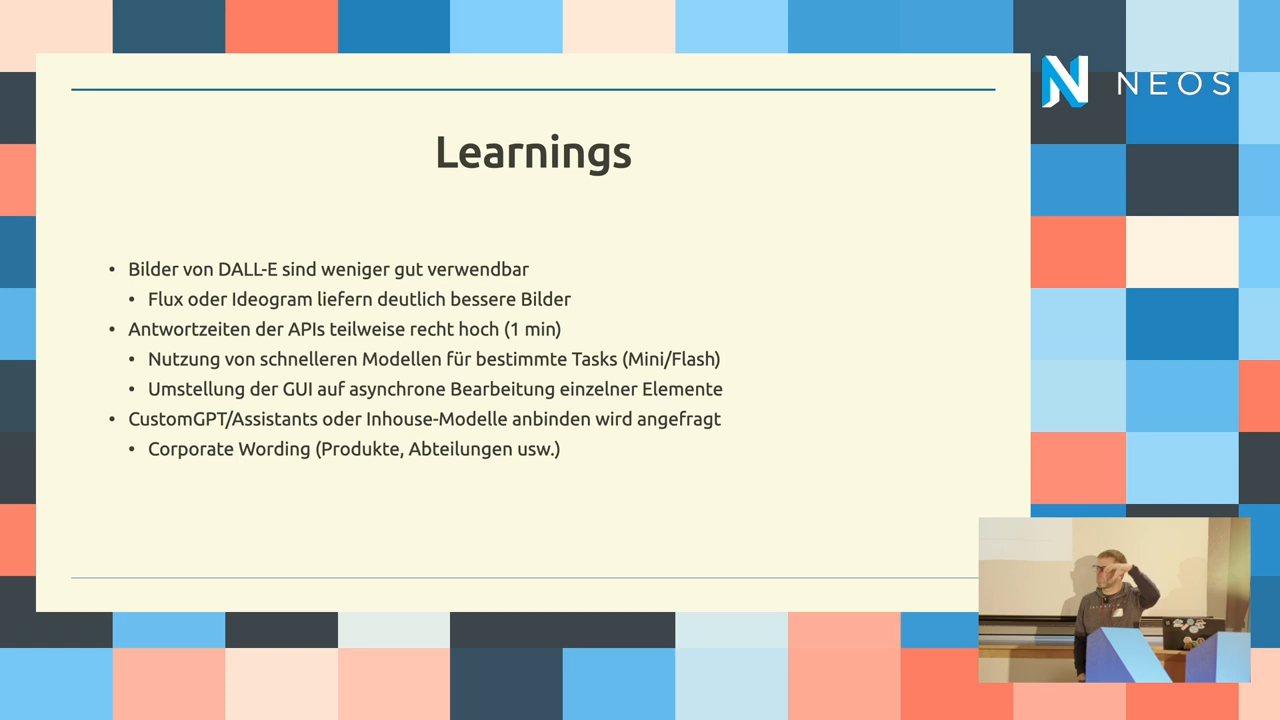 NEOS
Learnings
• Bilder von DALL-E sind weniger gut verwendbar
• Flux oder Ideogram liefern deutlich bessere Bilder
• Antwortzeiten der APIs teilweise recht hoch (1 min)
• Nutzung von schnelleren Modellen für bestimmte Tasks (Mini/Flash)
• Umstellung der GUI auf asynchrone Bearbeitung einzelner Elemente
• CustomGPT/Assistants oder Inhouse-Modelle anbinden wird angefragt
• Corporate Wording (Produkte, Abteilungen usw.)